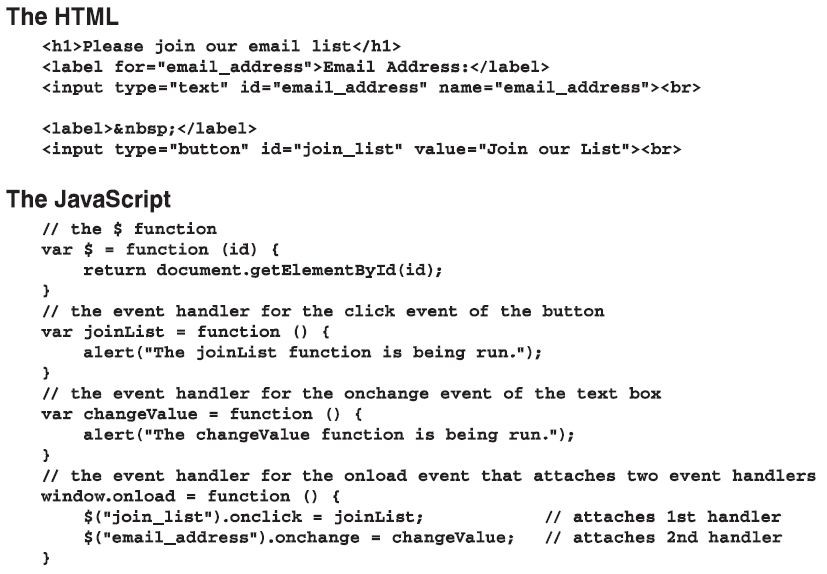 The HTML
<h1>Please join our email list</h1>
<label for="email_address">Email Address:</label>
<input type="text" id="email_address" name="email_address"><br>
<label>&nbsp;</label>
<input type="button" id="join_list" value="Join our List"><br>
The JavaScript
// the $ function
var $ = function (id) {
    return document.getElementById(id);
}
// the event handler for the click event of the button
var joinList = function () {
    alert("The joinList function is being run.");
}
// the event handler for the onchange event of the text box
var changeValue = function () {
    alert("The changeValue function is being run.");
}
// the event handler for the onload event that attaches two event handlers
window.onload = function () {
    $("join_list").onclick = joinList;            // attaches 1st handler
    $("email_address").onchange = changeValue;   // attaches 2nd handler
}